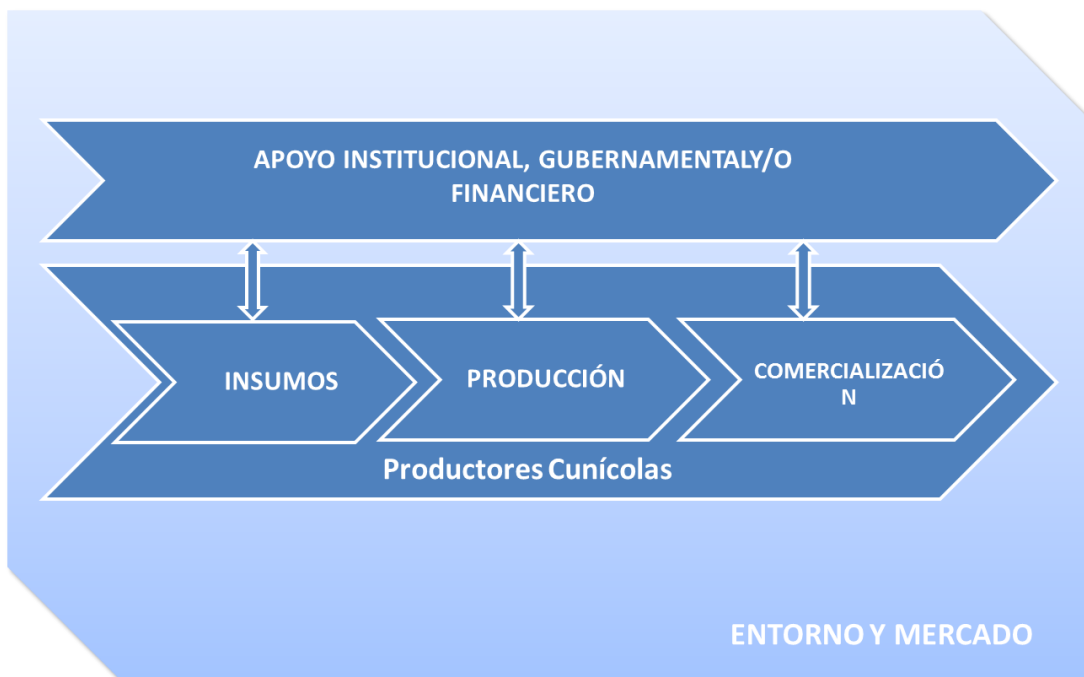 APOYO INSTITUCIONAL, GUBERNAMENTALY/O
FINANCIERO
INSUMOS
PRODUCCIÓN
COMERCIALIZACIÓ
N
Productores Cunícolas
ENTORNO Y MERCADO